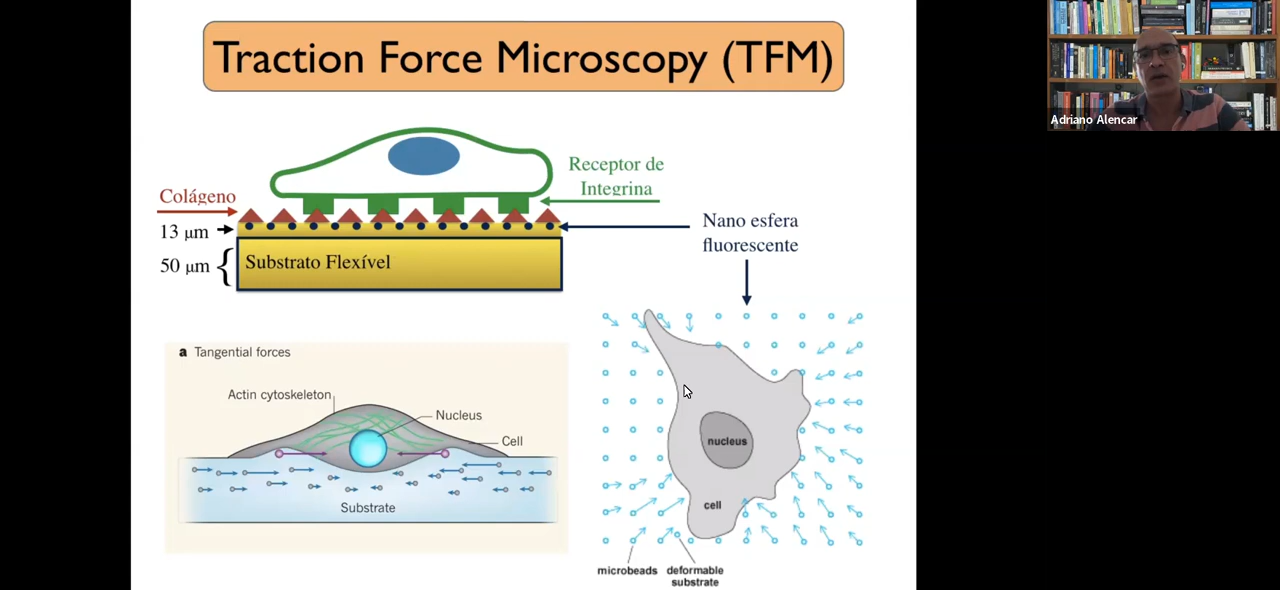 Traction Force Microscopy (TFM)
Adriano Alencar
Receptor de
Integrina
Colágeno
13 μm
50 μm
Substrato Flexível
Nano esfera
fluorescente
a Tangential forces
Actin cytoskeleton
Nucleus
Cell
Substrate
nucleus
cell
microbeads
deformable
substrate